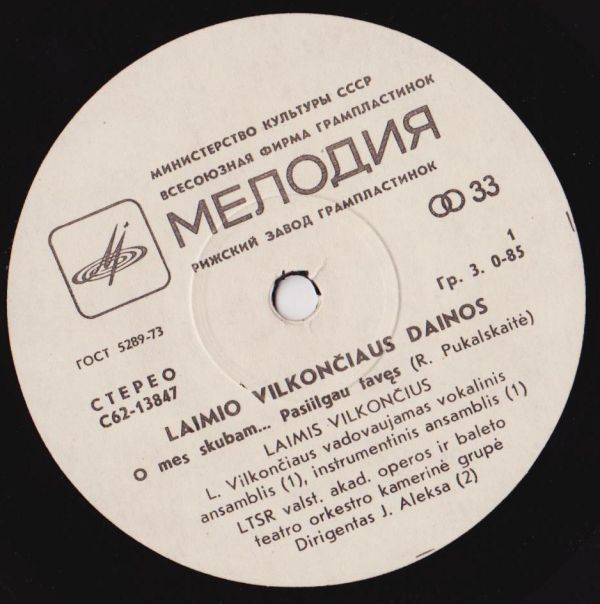 МИНИСТЕРСТВО КУЛЬТУРЫ СССР
ВСЕСОЮЗНАЯ ФИРМА ГРАМПЛАСТИНОК
МЕЛОДИЯ
РИЖСКИЙ ЗАВОД ГРАМПЛАСТИНОК
33
ГОСТ 5289-73
1
Гр. 3. 0-85
СТЕРЕО
С62-13847
LAIMIO VILKONČIAUS DAINOS
O mes skubam... Pasiilgau tavęs (R. Pukalskaitė)
LAIMIS VILKONČIUS
L. Vilkončiaus vadovaujamas vokalinis
ansamblis (1), instrumentinis ansamblis (1)
LTSR valst. akad. operos ir baleto
teatro orkestro kamerinė grupė
Dirigentas J. Aleksa (2)